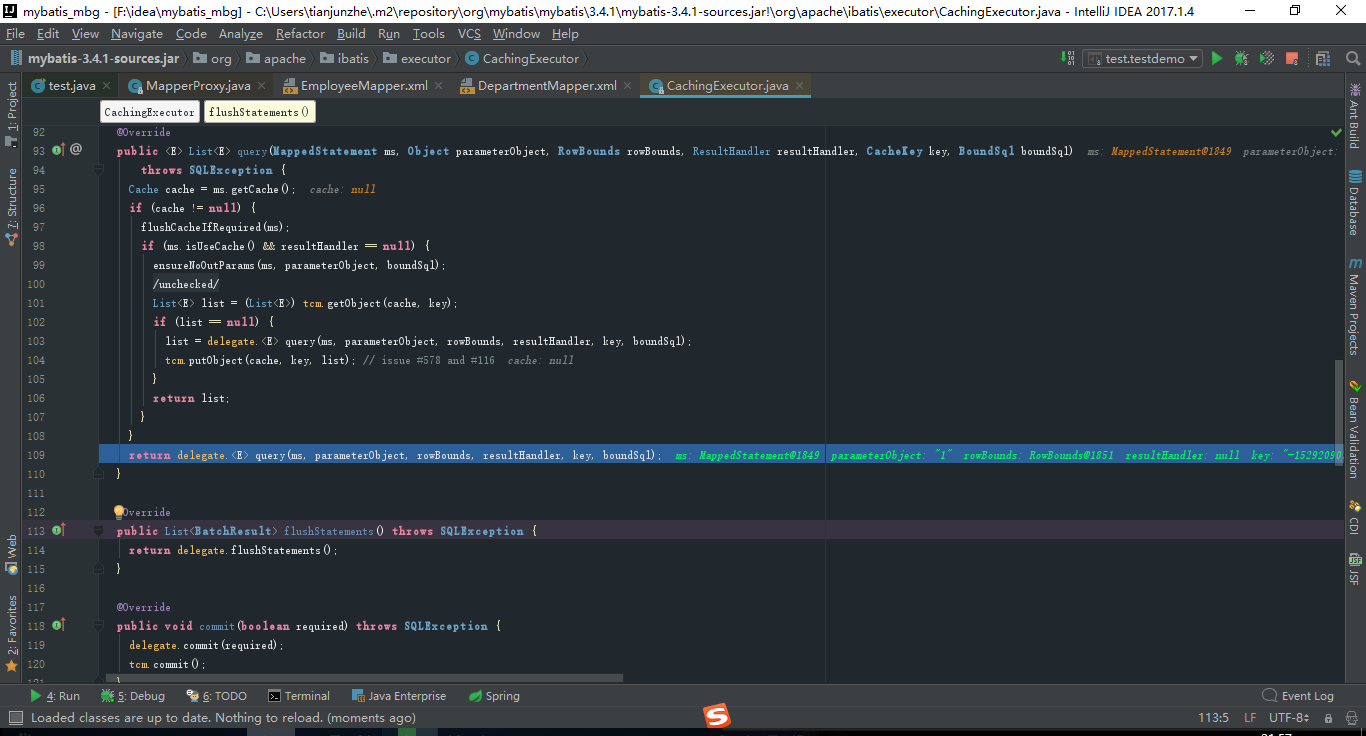 mybatis_mbg - [F:\idea\mybatis_mbg] - C:\Users\tianjunzhe\.m2\repository\org\mybatis\mybatis\3.4.1\mybatis-3.4.1-sources.jar!\org\apache\ibatis\executor\CachingExecutor.java - IntelliJ IDEA 2017.1.4
File Edit View Navigate Code Analyze Refactor Build Run Tools VCS Window Help
mybatis-3.4.1-sources.jar org apache ibatis executor CachingExecutor test.testdemo
test.java MapperProxy.java EmployeeMapper.xml DepartmentMapper.xml CachingExecutor.java
CachingExecutor flushStatements()
92 @Override
93 public <E> List<E> query(MappedStatement ms, Object parameterObject, RowBounds rowBounds, ResultHandler resultHandler, CacheKey key, BoundSql boundSql) ms: MappedStatement@1849 parameterObject:
94 throws SQLException {
95 Cache cache = ms.getCache(); cache: null
96 if (cache != null) {
97 flushCacheIfRequired(ms);
98 if (ms.isUseCache() && resultHandler == null) {
99 ensureNoOutParams(ms, parameterObject, boundSql);
100 /unchecked/
101 List<E> list = (List<E>) tcm.getObject(cache, key);
102 if (list == null) {
103 list = delegate.<E> query(ms, parameterObject, rowBounds, resultHandler, key, boundSql);
104 tcm.putObject(cache, key, list); // issue #578 and #116 cache: null
105 }
106 return list;
107 }
108 }
109 return delegate.<E> query(ms, parameterObject, rowBounds, resultHandler, key, boundSql); ms: MappedStatement@1849 parameterObject: "1" rowBounds: RowBounds@1851 resultHandler: null key: "-15292090
110 }
111
112 @Override
113 public List<BatchResult> flushStatements() throws SQLException {
114 return delegate.flushStatements();
115 }
116
117 @Override
118 public void commit(boolean required) throws SQLException {
119 delegate.commit(required);
120 tcm.commit();
1: Project
7: Structure
Web
2: Favorites
Ant Build
Database
Maven Projects
Bean Validation
CDI
JSF
4: Run 5: Debug 6: TODO Terminal Java Enterprise Spring Event Log
Loaded classes are up to date. Nothing to reload. (moments ago) 113:5 LF UTF-8